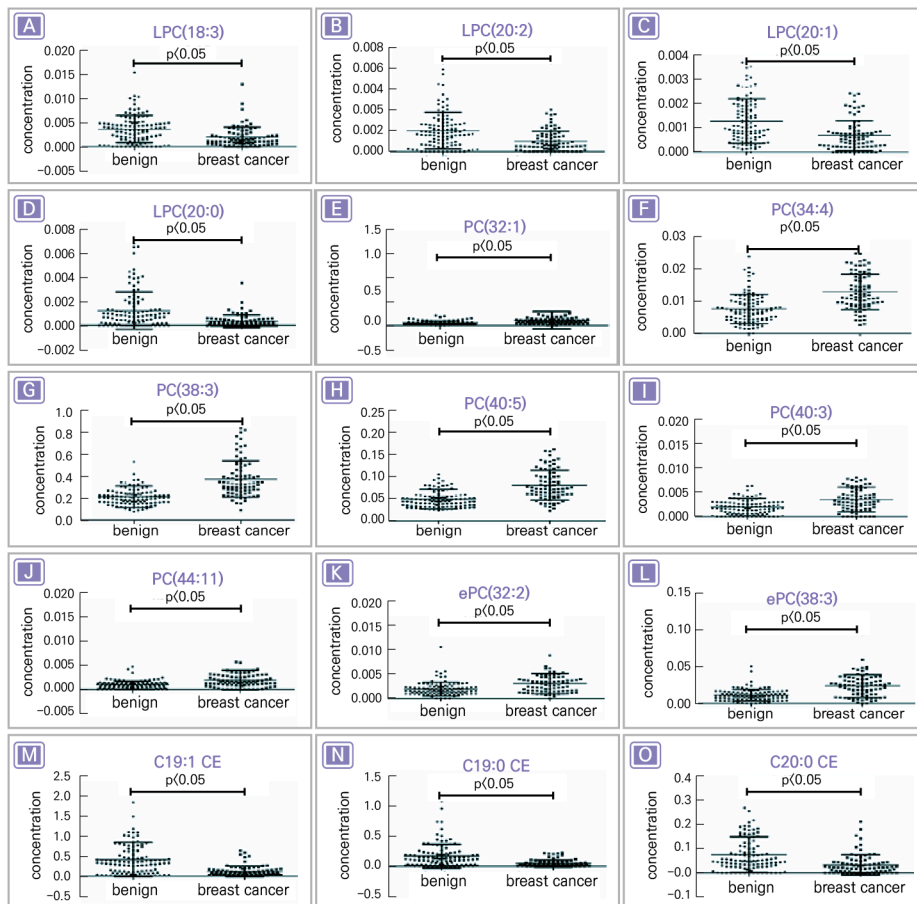 A
LPC(18:3)
p<0.05
concentration
0.020
0.015
0.010
0.005
0.000
−0.005
benign
breast cancer
B
LPC(20:2)
p<0.05
concentration
0.008
0.006
0.005
0.002
0.000
benign
breast cancer
C
LPC(20:1)
p<0.05
concentration
0.004
0.003
0.002
0.001
0.000
benign
breast cancer
D
LPC(20:0)
p<0.05
concentration
0.008
0.006
0.004
0.002
0.000
−0.002
benign
breast cancer
E
PC(32:1)
p<0.05
concentration
1.5
1.0
0.5
0.0
−0.5
benign
breast cancer
F
PC(34:4)
p<0.05
concentration
0.03
0.02
0.01
0.00
benign
breast cancer
G
PC(38:3)
p<0.05
concentration
1.0
0.8
0.6
0.4
0.2
0.0
benign
breast cancer
H
PC(40:5)
p<0.05
concentration
0.25
0.20
0.15
0.10
0.05
0.00
benign
breast cancer
I
PC(40:3)
p<0.05
concentration
0.020
0.015
0.010
0.005
0.000
benign
breast cancer
J
PC(44:11)
p<0.05
concentration
0.020
0.015
0.010
0.005
0.000
−0.005
benign
breast cancer
K
ePC(32:2)
p<0.05
concentration
0.020
0.015
0.010
0.005
0.000
benign
breast cancer
L
ePC(38:3)
p<0.05
concentration
0.15
0.10
0.05
0.00
benign
breast cancer
M
C19:1 CE
p<0.05
concentration
2.5
2.0
1.5
1.0
0.5
0.0
−0.5
benign
breast cancer
N
C19:0 CE
p<0.05
concentration
1.5
1.0
0.5
0.0
−0.5
benign
breast cancer
O
C20:0 CE
p<0.05
concentration
0.4
0.3
0.2
0.1
−0.0
−0.1
benign
breast cancer